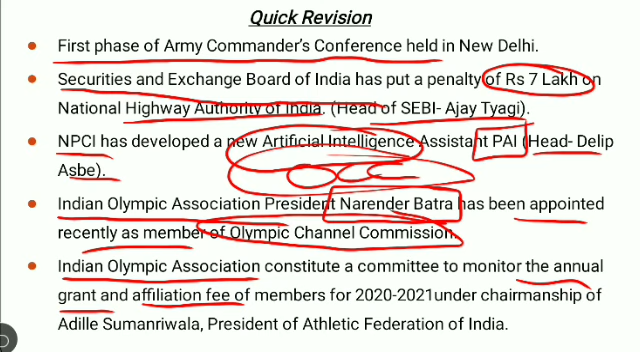 Quick Revision
First phase of Army Commander's Conference held in New Delhi.
Securities and Exchange Board of India has put a penalty of Rs 7 Lakh on
National Highway Authority of India. (Head of SEBI- Ajay Tyagi).
NPCI has developed a new Artificial Intelligence Assistant PAI (Head- Delip
Asbe).
Indian Olympic Association President Narender Batra has been appointed
recently as member of Olympic Channel Commission.
Indian Olympic Association constitute a committee to monitor the annual
grant and affiliation fee of members for 2020-2021under chairmanship of
Adille Sumanriwala, President of Athletic Federation of India.